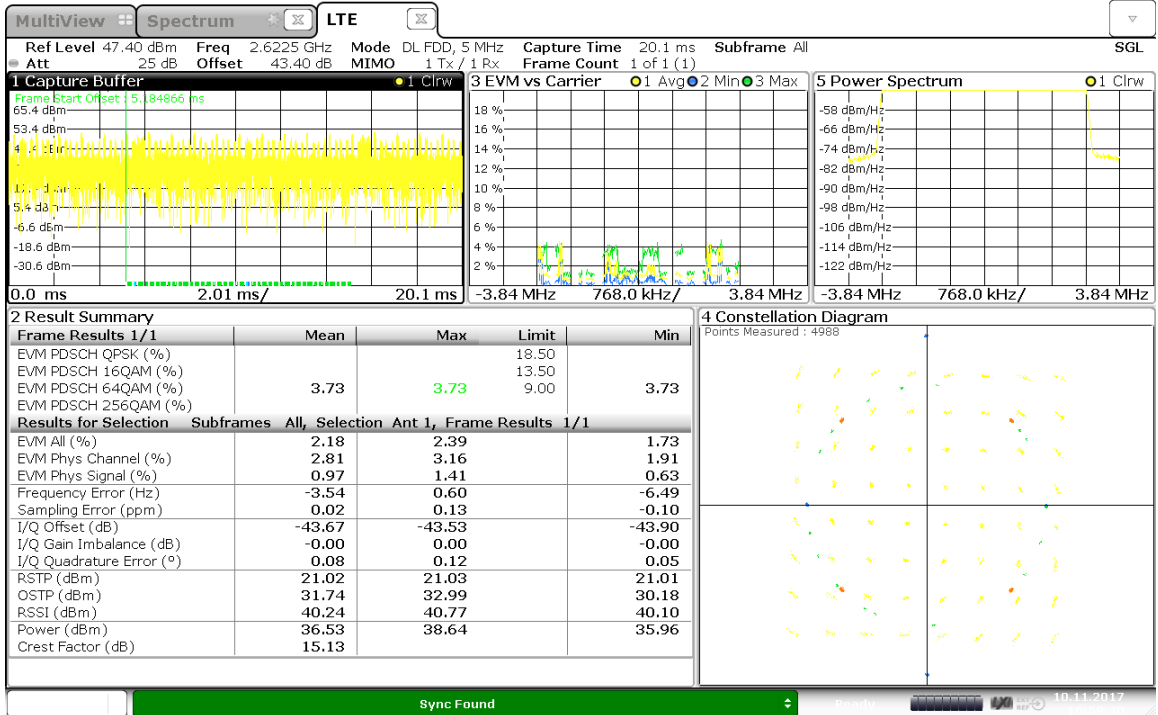 MultiView Spectrum LTE
Ref Level 47.40 dBm Freq 2.6225 GHz Mode DL FDD, 5 MHz Capture Time 20.1 ms Subframe All SGL
Att 25 dB Offset 43.40 dB MIMO 1 Tx / 1 Rx Frame Count 1 of 1 (1)
1 Capture Buffer 1 Clrw
Frame Start Offset : 5.184866 ms
65.4 dBm
53.4 dBm
5.4 dBm
-6.6 dBm
-18.6 dBm
-30.6 dBm
0.0 ms 2.01 ms/ 20.1 ms
3 EVM vs Carrier 1 Avg 2 Min 3 Max
18 %
16 %
14 %
12 %
10 %
8 %
6 %
4 %
2 %
-3.84 MHz 768.0 kHz/ 3.84 MHz
5 Power Spectrum 1 Clrw
-58 dBm/Hz
-66 dBm/Hz
-74 dBm/Hz
-82 dBm/Hz
-90 dBm/Hz
-98 dBm/Hz
-106 dBm/Hz
-114 dBm/Hz
-122 dBm/Hz
-3.84 MHz 768.0 kHz/ 3.84 MHz
2 Result Summary
Frame Results 1/1 Mean Max Limit Min
EVM PDSCH QPSK (%) 18.50
EVM PDSCH 16QAM (%) 13.50
EVM PDSCH 64QAM (%) 3.73 3.73 9.00 3.73
EVM PDSCH 256QAM (%)
Results for Selection Subframes All, Selection Ant 1, Frame Results 1/1
EVM All (%) 2.18 2.39 1.73
EVM Phys Channel (%) 2.81 3.16 1.91
EVM Phys Signal (%) 0.97 1.41 0.63
Frequency Error (Hz) -3.54 0.60 -6.49
Sampling Error (ppm) 0.02 0.13 -0.10
I/Q Offset (dB) -43.67 -43.53 -43.90
I/Q Gain Imbalance (dB) -0.00 0.00 -0.00
I/Q Quadrature Error (º) 0.08 0.12 0.05
RSTP (dBm) 21.02 21.03 21.01
OSTP (dBm) 31.74 32.99 30.18
RSSI (dBm) 40.24 40.77 40.10
Power (dBm) 36.53 38.64 35.96
Crest Factor (dB) 15.13
4 Constellation Diagram
Points Measured : 4988
Sync Found
Ready
LXI
EXT
REF
10.11.2017